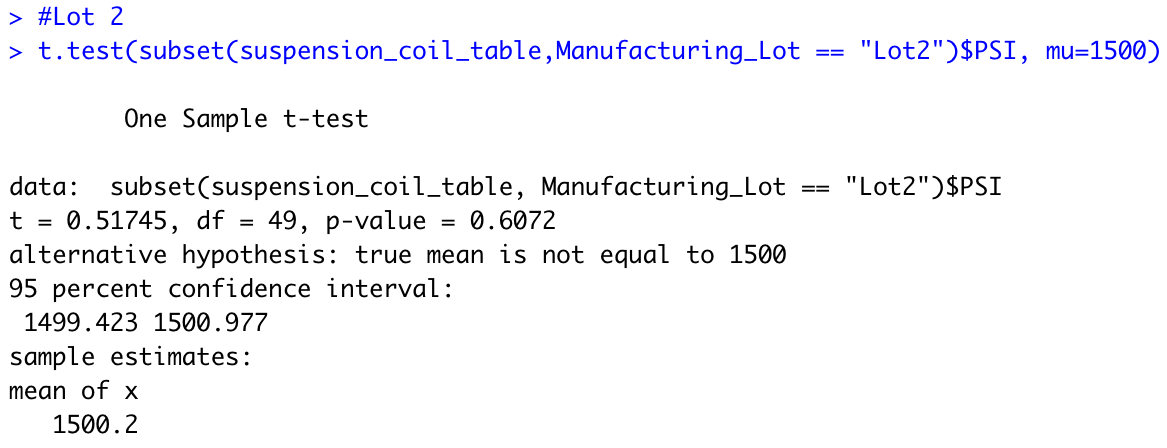 > #Lot 2
> t.test(subset(suspension_coil_table,Manufacturing_Lot == "Lot2")$PSI, mu=1500)
One Sample t-test
data:  subset(suspension_coil_table, Manufacturing_Lot == "Lot2")$PSI
t = 0.51745, df = 49, p-value = 0.6072
alternative hypothesis: true mean is not equal to 1500
95 percent confidence interval:
 1499.423 1500.977
sample estimates:
mean of x
   1500.2